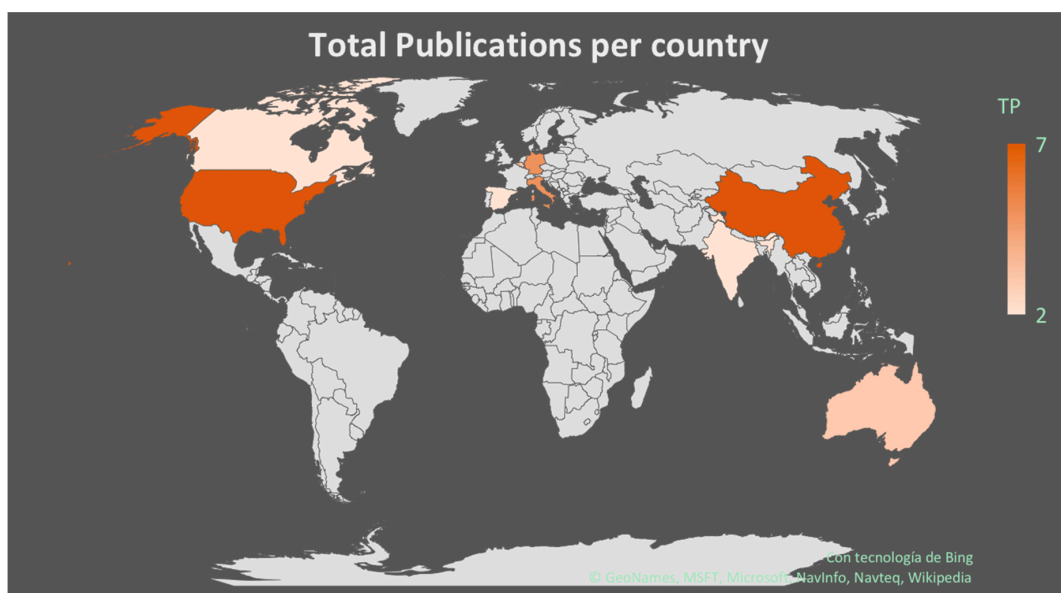 Total Publications per country
TP
7
2
Con tecnología de Bing
© GeoNames, MSFT, Microsoft, NavInfo, Navteq, Wikipedia